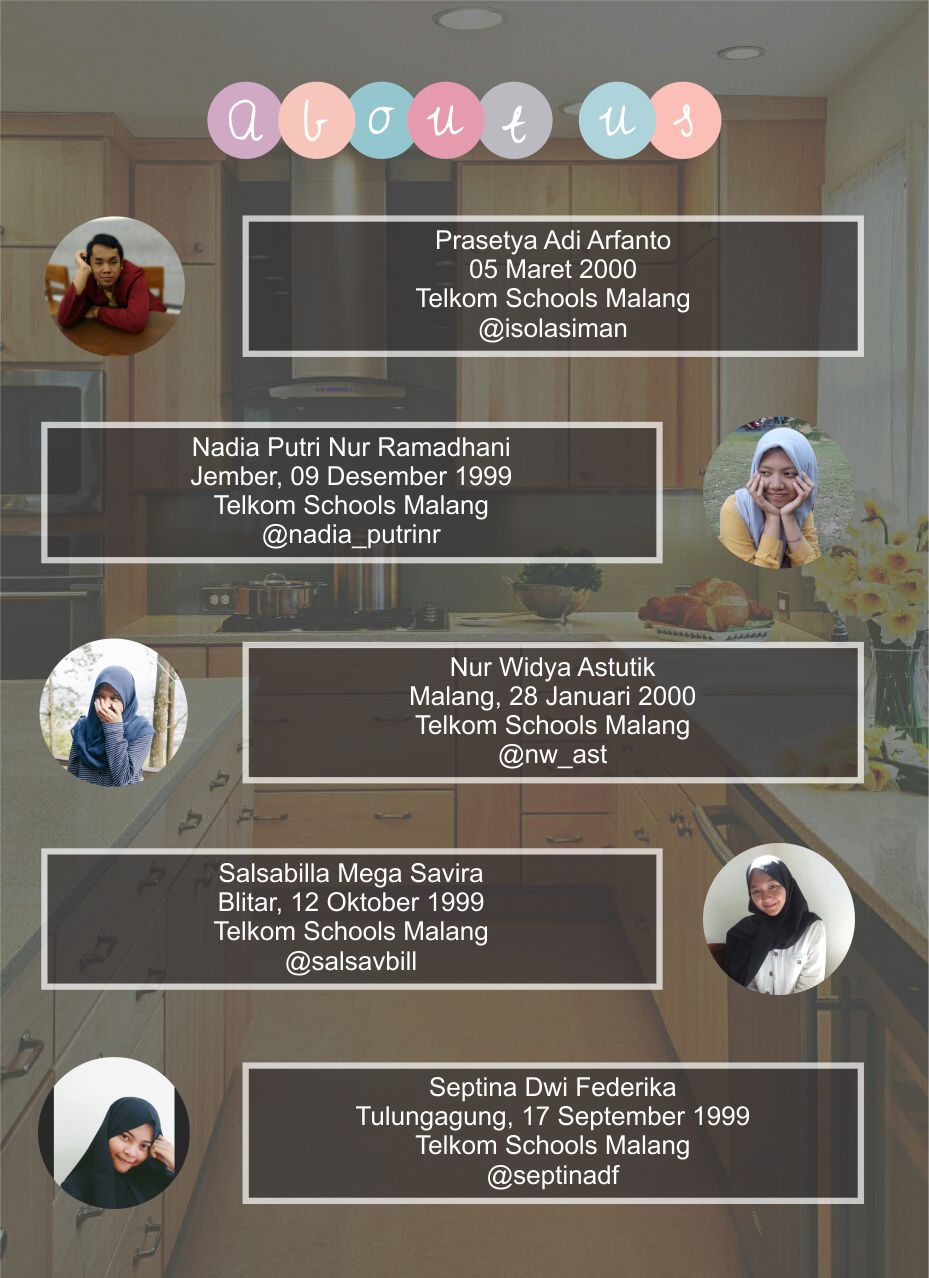 About us
Prasetya Adi Arfanto
05 Maret 2000
Telkom Schools Malang
@isolasiman
Nadia Putri Nur Ramadhani
Jember, 09 Desember 1999
Telkom Schools Malang
@nadia_putrinr
Nur Widya Astutik
Malang, 28 Januari 2000
Telkom Schools Malang
@nw_ast
Salsabilla Mega Savira
Blitar, 12 Oktober 1999
Telkom Schools Malang
@salsavbill
Septina Dwi Federika
Tulungagung, 17 September 1999
Telkom Schools Malang
@septinadf